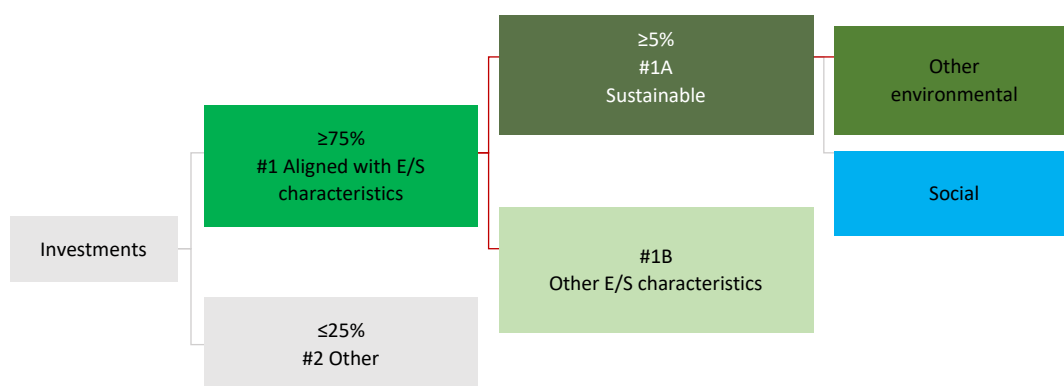 Investments
≥75%
#1 Aligned with E/S
characteristics
≤25%
#2 Other
≥5%
#1A
Sustainable
#1B
Other E/S characteristics
Other
environmental
Social